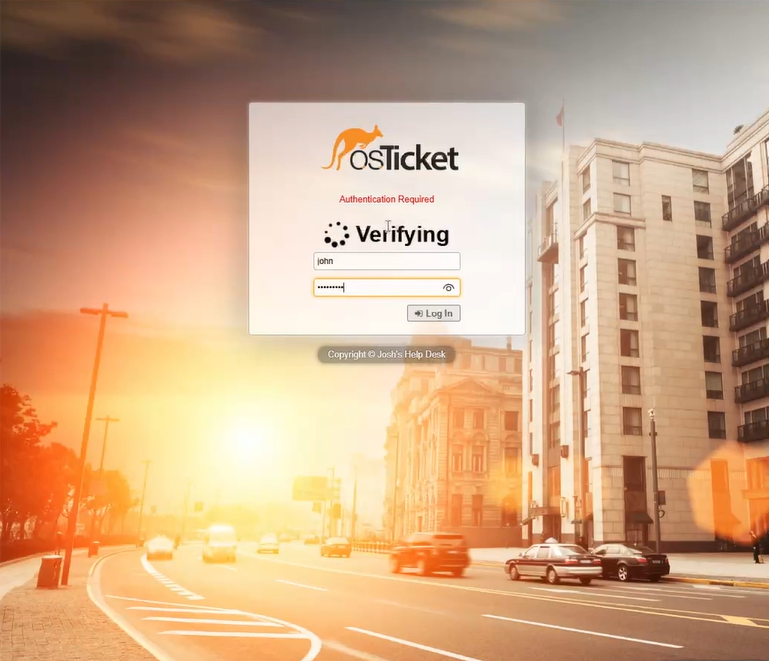 osTicket
Authentication Required
Verifying
john
•••••••••
Log In
Copyright © Josh's Help Desk